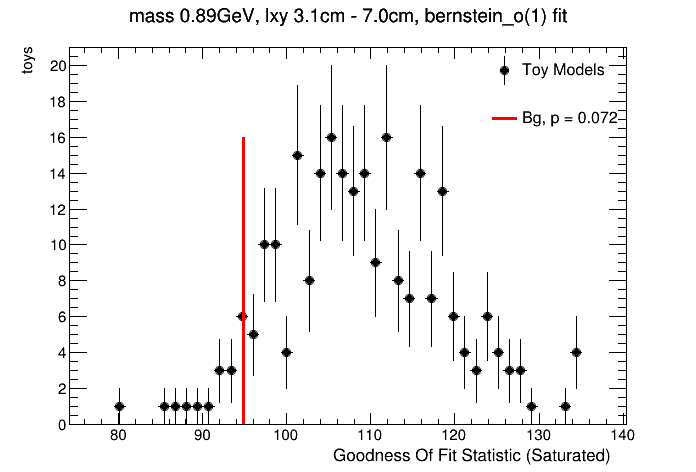 mass 0.89GeV, lxy 3.1cm - 7.0cm, bernstein_o(1) fit
toys
20
18
16
14
12
10
8
6
4
2
0
Toy Models
Bg, p = 0.072
80 90 100 110 120 130 140
Goodness Of Fit Statistic (Saturated)